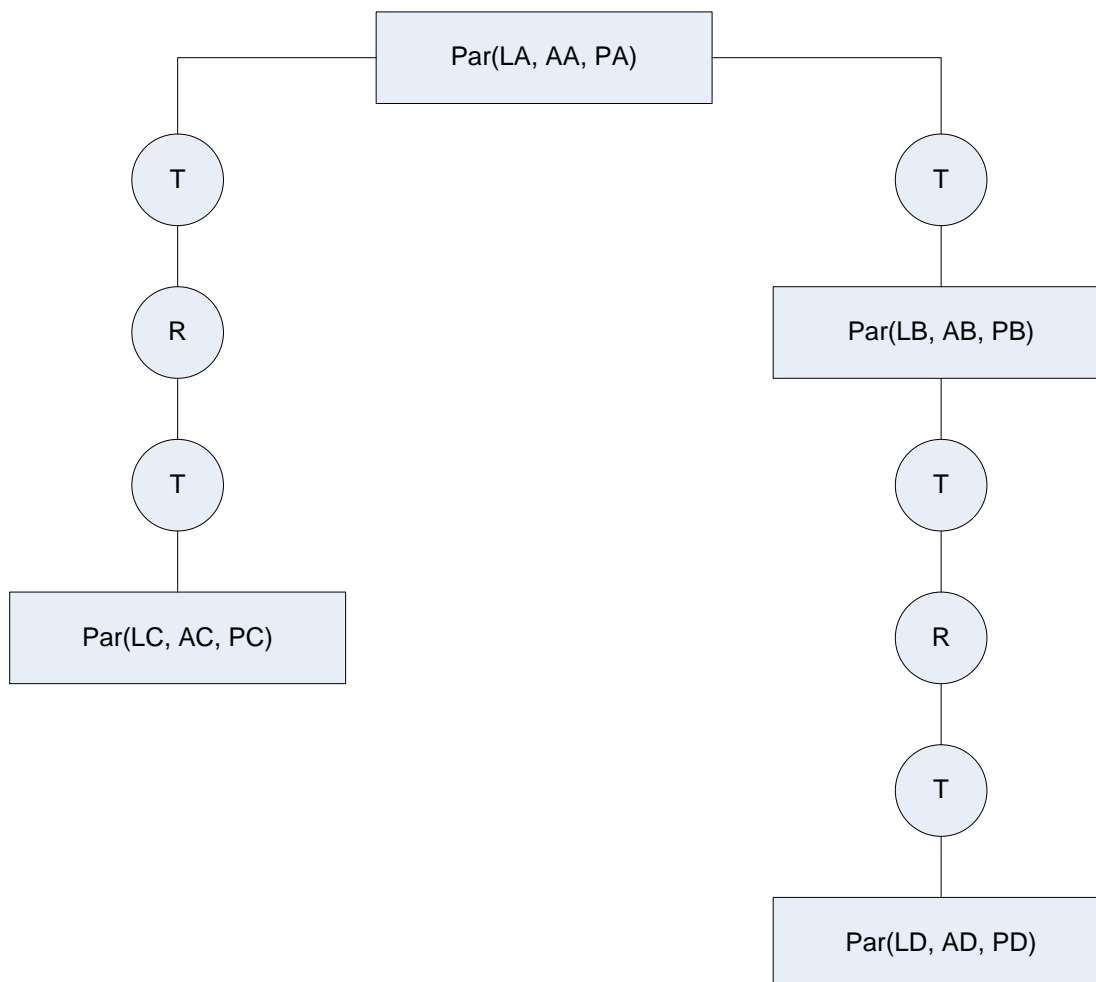 Par(LA, AA, PA)
T
T
R
Par(LB, AB, PB)
T
T
Par(LC, AC, PC)
R
T
Par(LD, AD, PD)